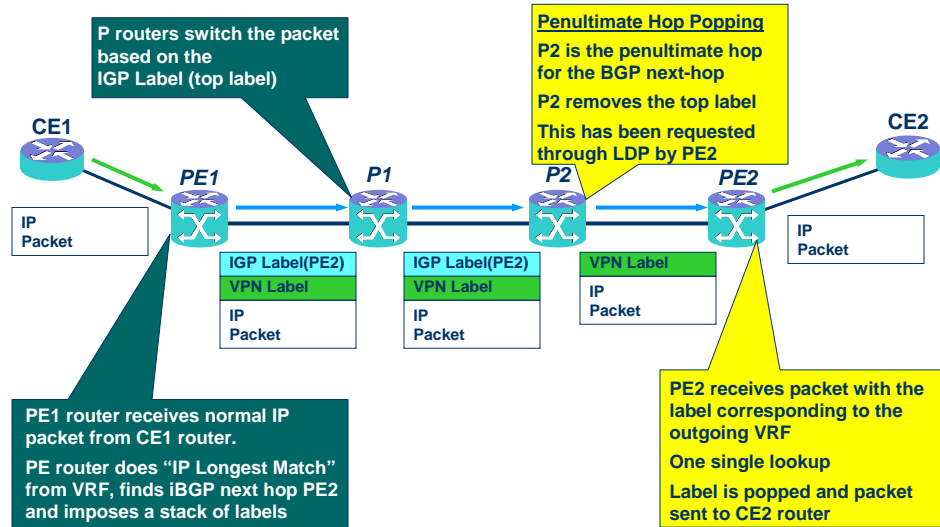 P routers switch the packet
based on the
IGP Label (top label)
Penultimate Hop Popping
P2 is the penultimate hop
for the BGP next-hop
P2 removes the top label
This has been requested
through LDP by PE2
CE1
CE2
PE1
P1
P2
PE2
IP
Packet
IGP Label(PE2)
VPN Label
IP
Packet
IGP Label(PE2)
VPN Label
IP
Packet
VPN Label
IP
Packet
IP
Packet
PE1 router receives normal IP
packet from CE1 router.
PE router does “IP Longest Match”
from VRF, finds iBGP next hop PE2
and imposes a stack of labels
PE2 receives packet with the
label corresponding to the
outgoing VRF
One single lookup
Label is popped and packet
sent to CE2 router